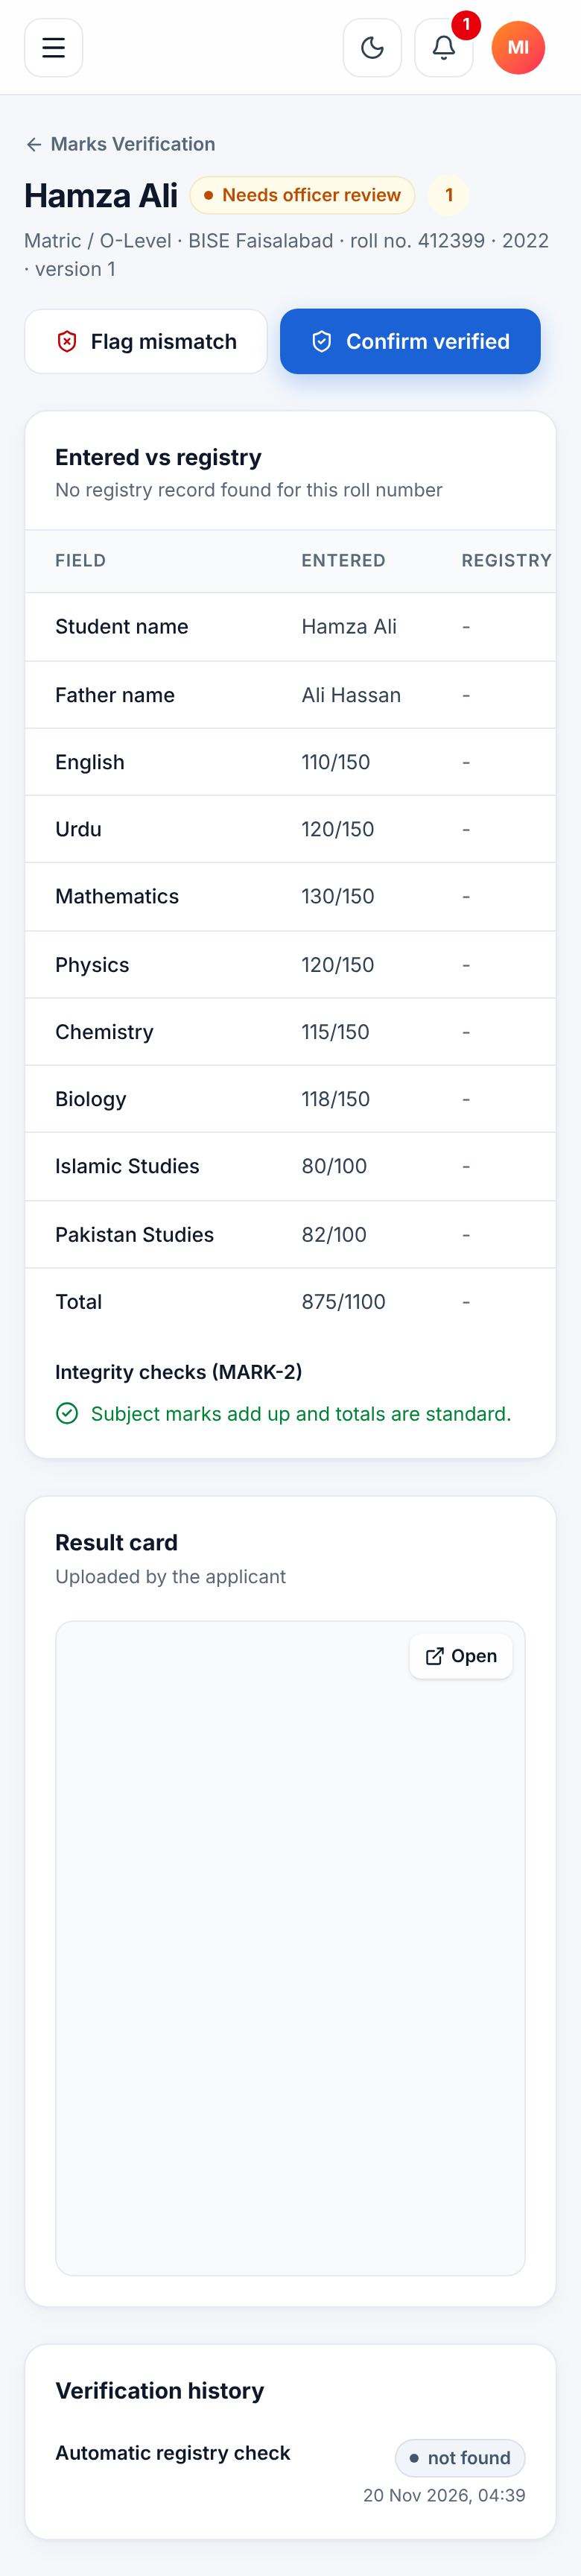 1
MI
Marks Verification
Hamza Ali
Needs officer review
1
Matric / O-Level · BISE Faisalabad · roll no. 412399 · 2022
· version 1
Flag mismatch
Confirm verified
Entered vs registry
No registry record found for this roll number
FIELD ENTERED REGISTRY
Student name Hamza Ali -
Father name Ali Hassan -
English 110/150 -
Urdu 120/150 -
Mathematics 130/150 -
Physics 120/150 -
Chemistry 115/150 -
Biology 118/150 -
Islamic Studies 80/100 -
Pakistan Studies 82/100 -
Total 875/1100 -
Integrity checks (MARK-2)
Subject marks add up and totals are standard.
Result card
Uploaded by the applicant
Open
Verification history
Automatic registry check not found
20 Nov 2026, 04:39